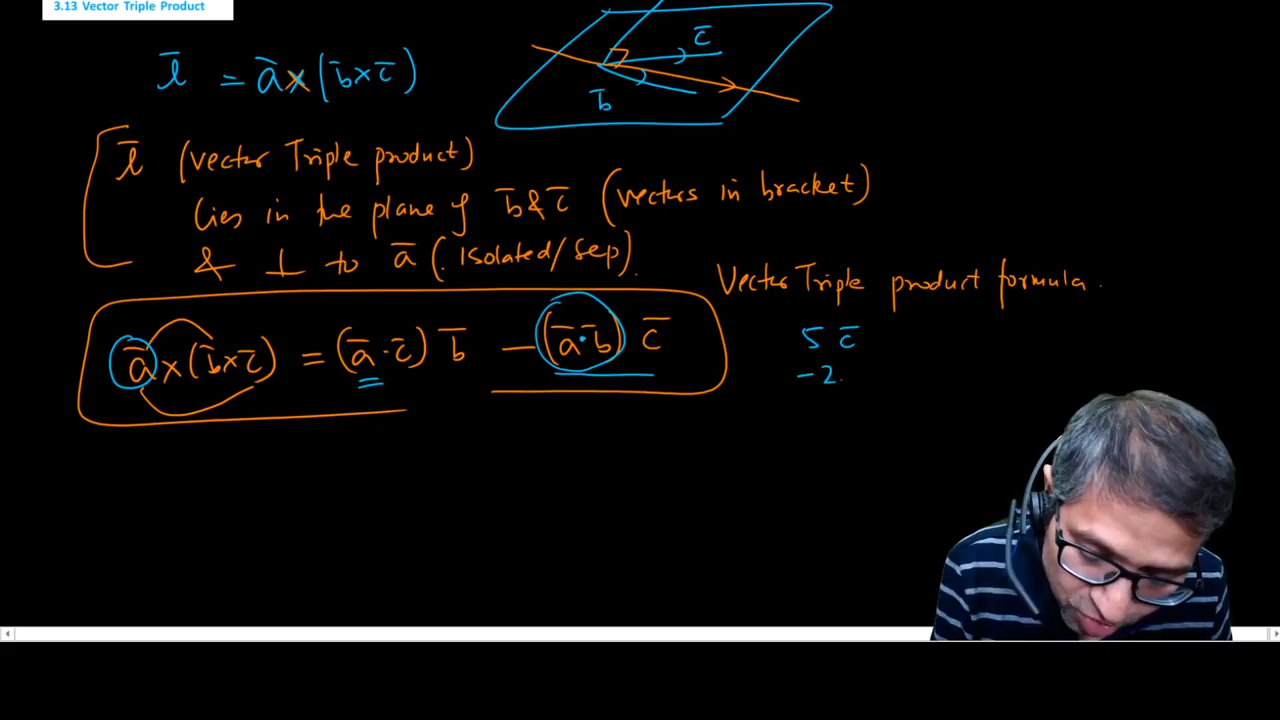 3.13 Vector Triple Product
l̄ = ā × (b̄ × c̄)
c̄
b̄
l̄ (vector Triple product)
lies in the plane of b̄ & c̄ (vectors in bracket)
& ⊥ to ā (Isolated/sep).
Vector Triple product formula.
ā × (b̄ × c̄) = (ā · c̄) b̄ − (ā · b̄) c̄
5 c̄
−2